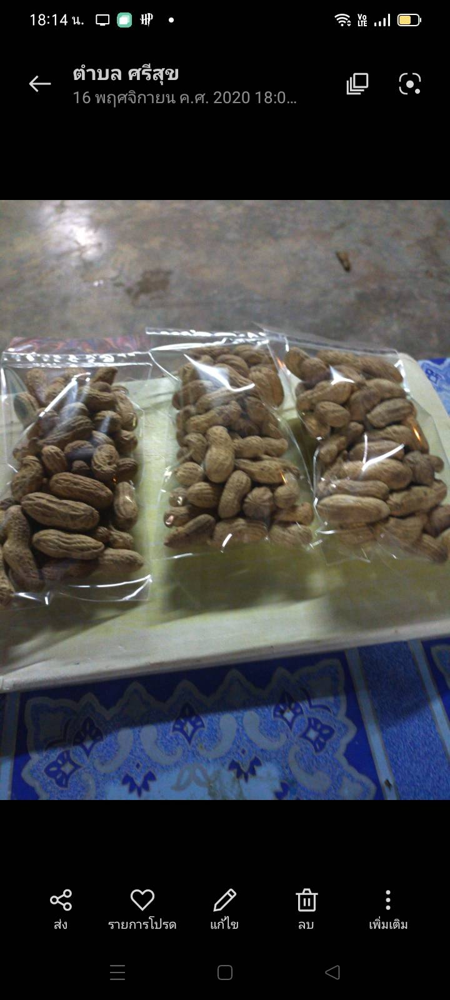 18:14 น.
Vo
LTE
ตำบล ศรีสุข
16 พฤศจิกายน ค.ศ. 2020 18:0...
ส่ง
รายการโปรด
แก้ไข
ลบ
เพิ่มเติม